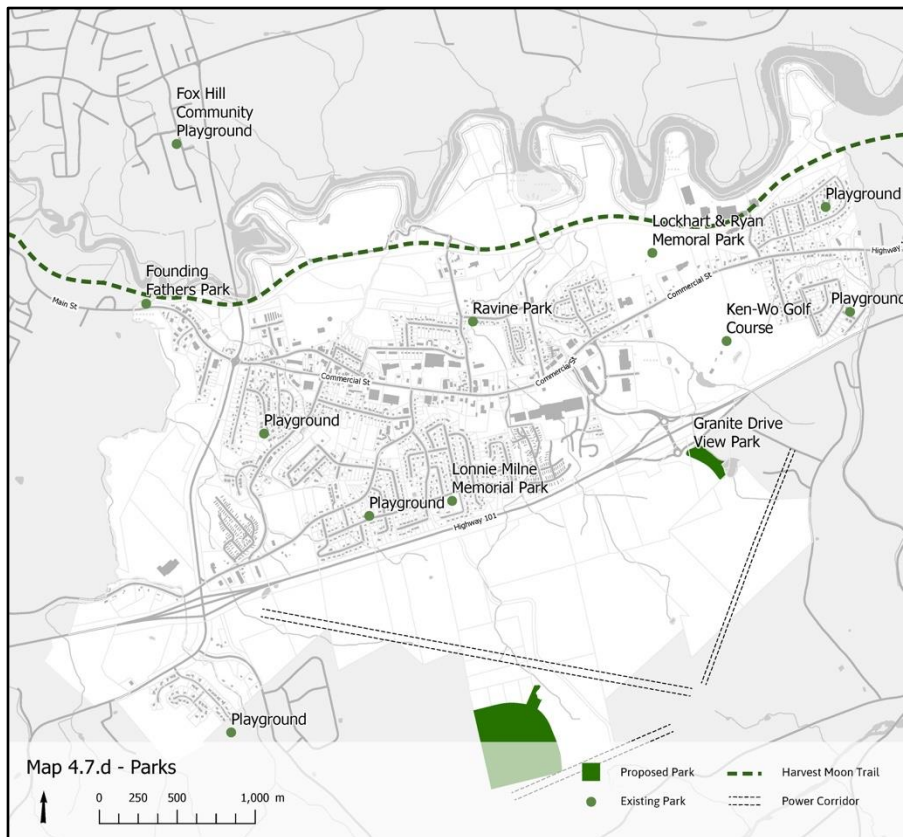 Fox Hill
Community
Playground
Playground
Lockhart & Ryan
Memoral Park
Highway
Founding
Fathers Park
Main St
Commercial St
Ravine Park
Ken-Wo Golf
Course
Playground
Commercial St
Commercial St
Granite Drive
View Park
Playground
Lonnie Milne
Memorial Park
Playground
Highway 101
Playground
Map 4.7.d - Parks
0 250 500 1,000 m
Proposed Park
Harvest Moon Trail
Existing Park
Power Corridor